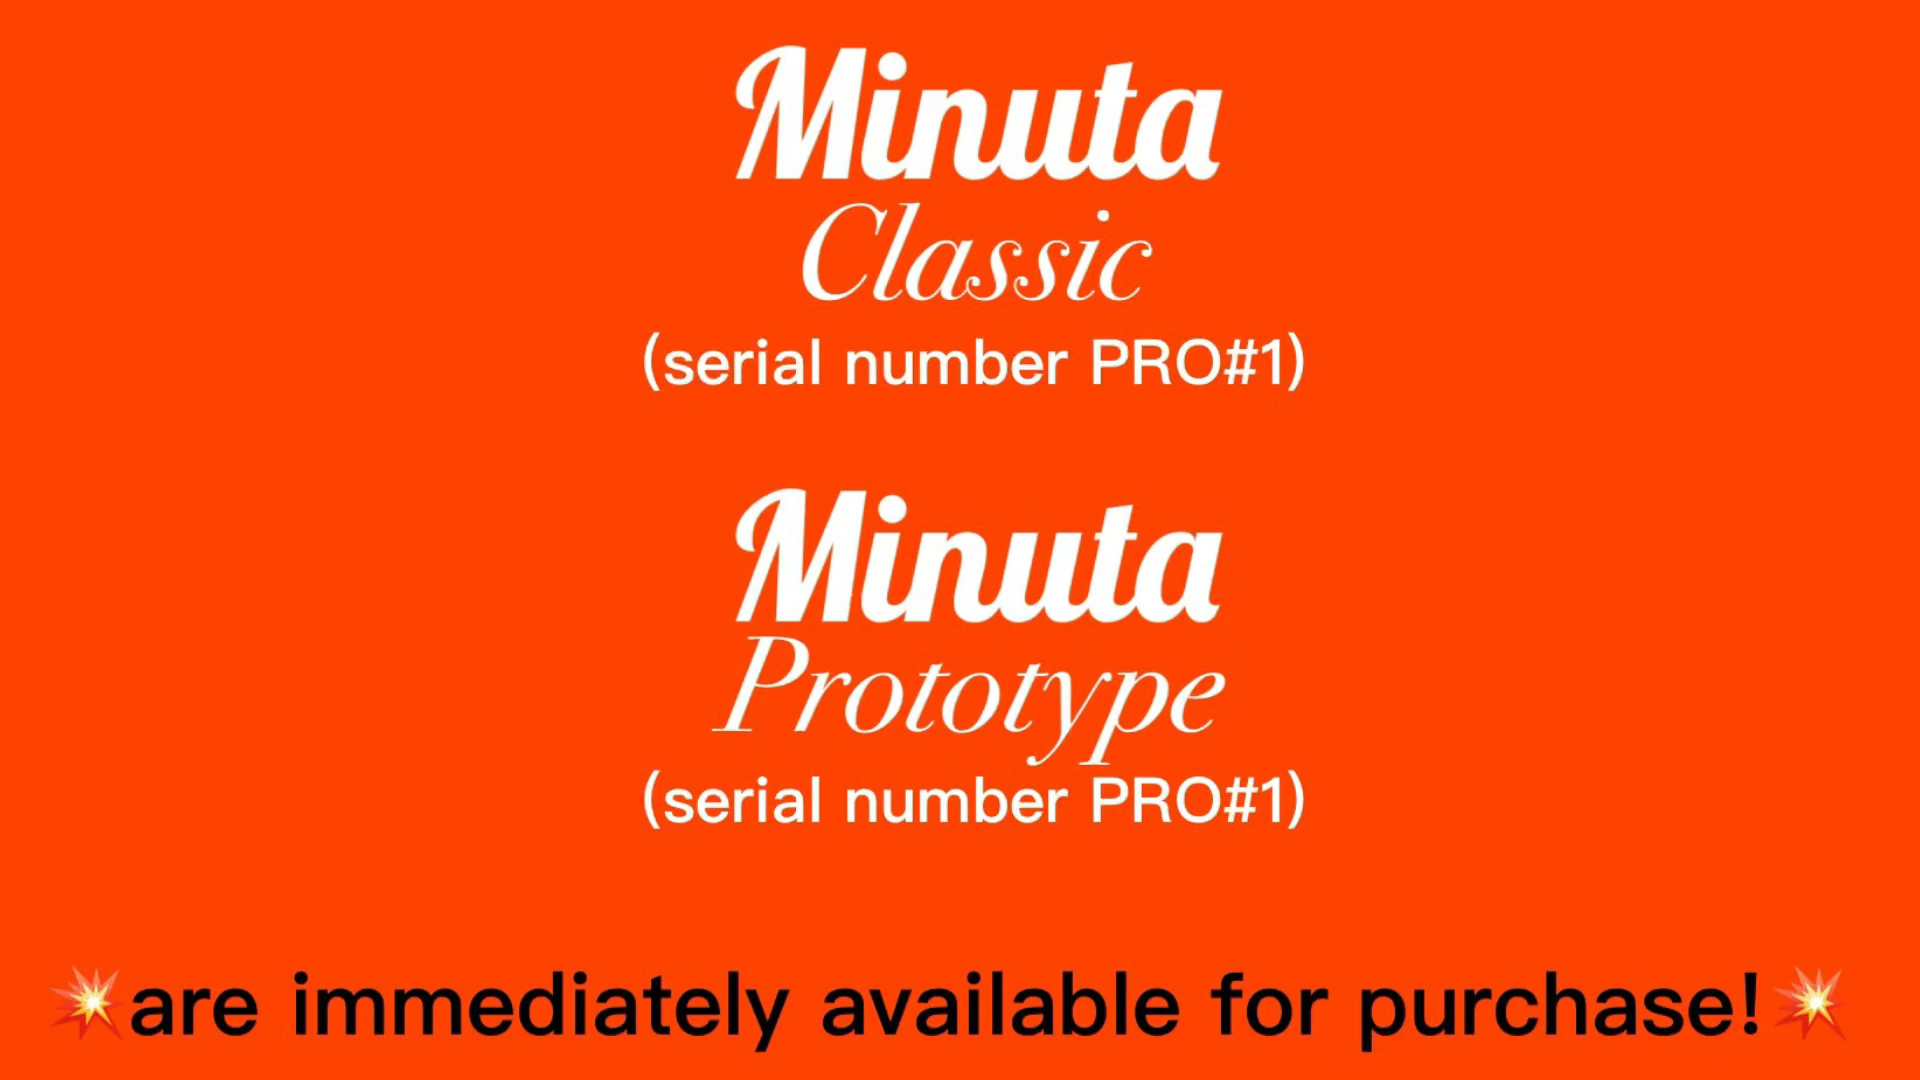 Minuta
Classic
(serial number PRO#1)
Minuta
Prototype
(serial number PRO#1)
💥are immediately available for purchase!💥